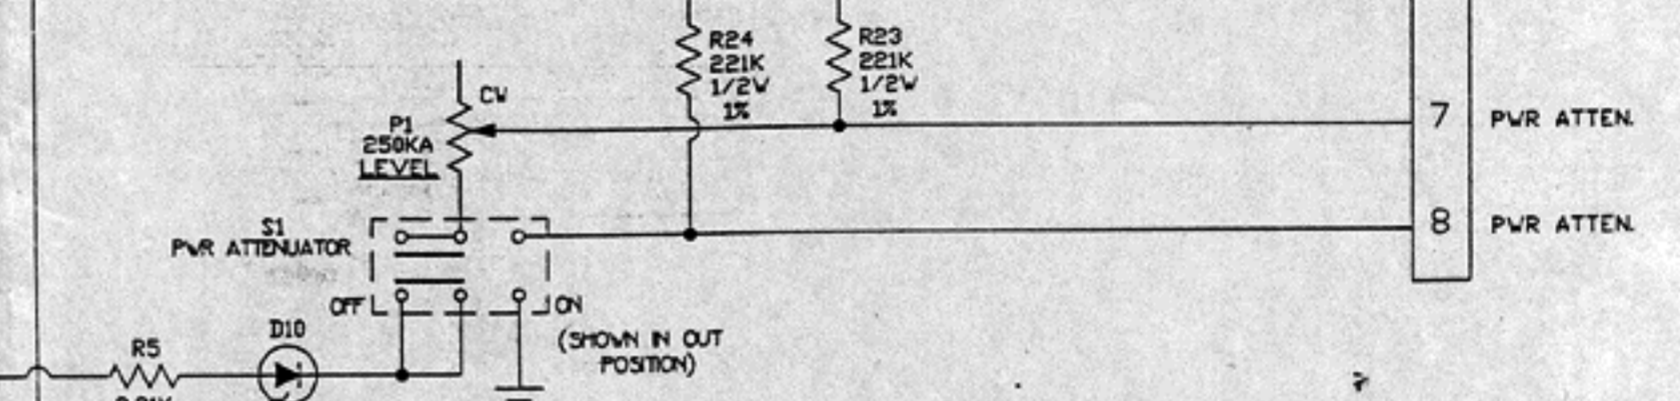 R24
221K
1/2W
1%
R23
221K
1/2W
1%
CW
P1
250KA
LEVEL
7 PWR ATTEN.
S1
PWR ATTENUATOR
8 PWR ATTEN.
OFF
ON
(SHOWN IN OUT
POSITION)
D10
R5